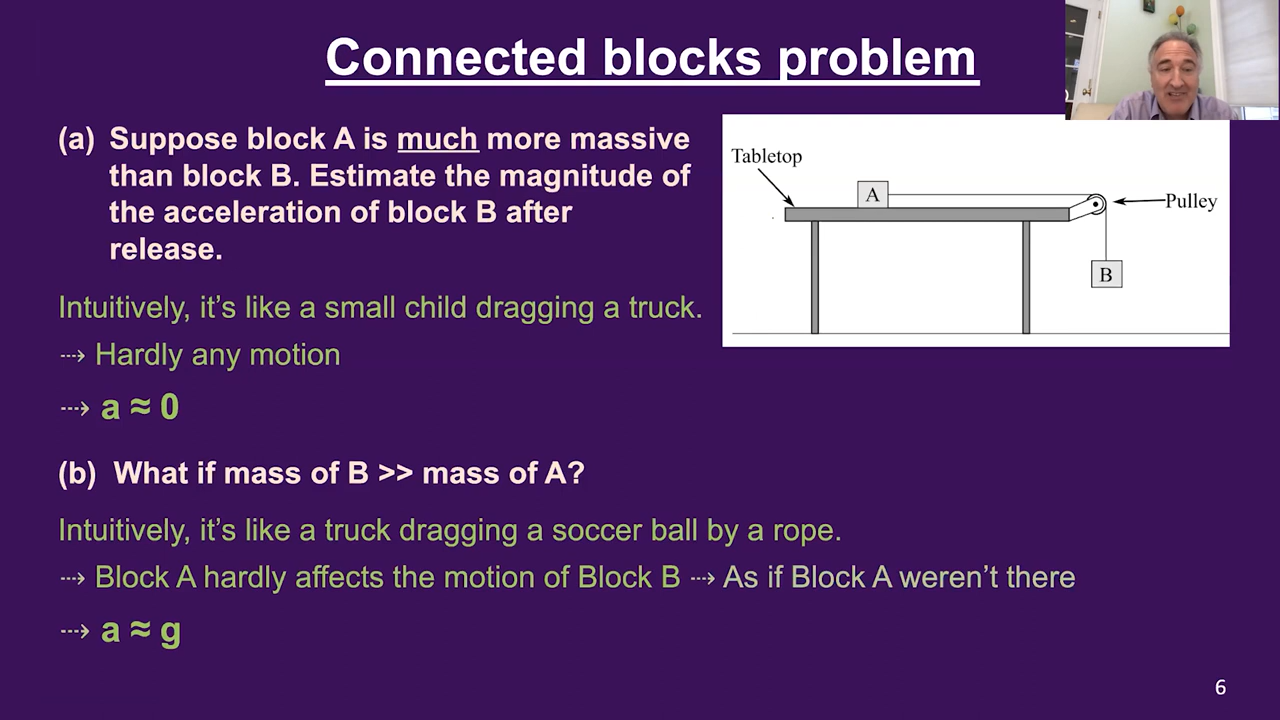 Connected blocks problem
(a) Suppose block A is much more massive
than block B. Estimate the magnitude of
the acceleration of block B after
release.
Tabletop
A
Pulley
B
Intuitively, it’s like a small child dragging a truck.
⇢ Hardly any motion
⇢ a ≈ 0
(b) What if mass of B >> mass of A?
Intuitively, it’s like a truck dragging a soccer ball by a rope.
⇢ Block A hardly affects the motion of Block B ⇢ As if Block A weren’t there
⇢ a ≈ g
6